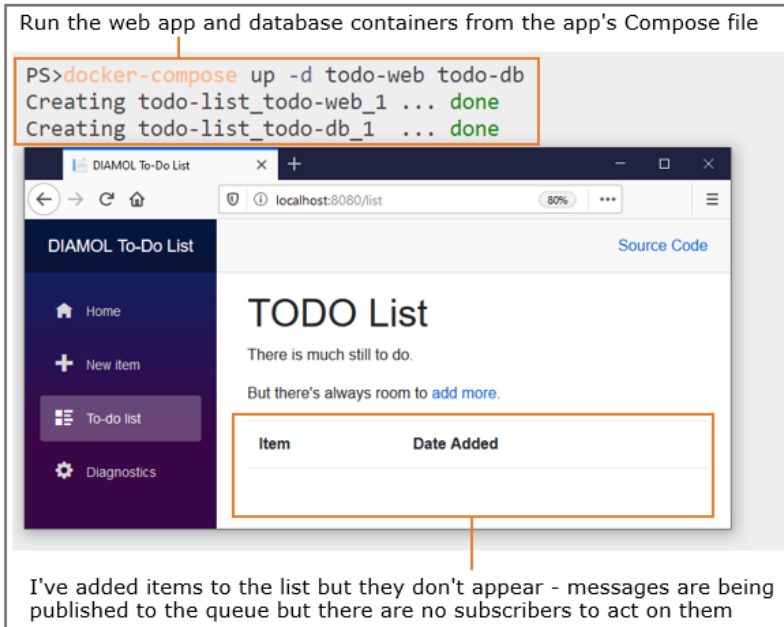 Run the web app and database containers from the app's Compose file
PS>docker-compose up -d todo-web todo-db
Creating todo-list_todo-web_1 ... done
Creating todo-list_todo-db_1 ... done
DIAMOL To-Do List
localhost:8080/list 80%
DIAMOL To-Do List
Source Code
Home
New item
To-do list
Diagnostics
TODO List
There is much still to do.
But there's always room to add more.
Item Date Added
I've added items to the list but they don't appear - messages are being
published to the queue but there are no subscribers to act on them